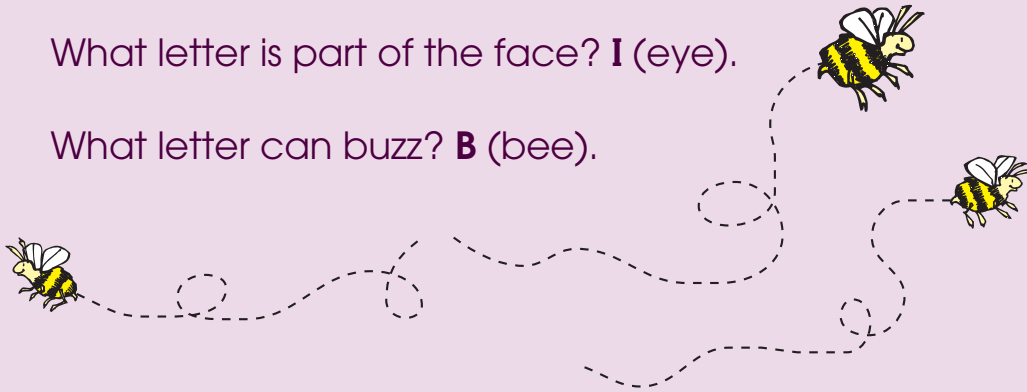 What letter is part of the face? I (eye).
What letter can buzz? B (bee).